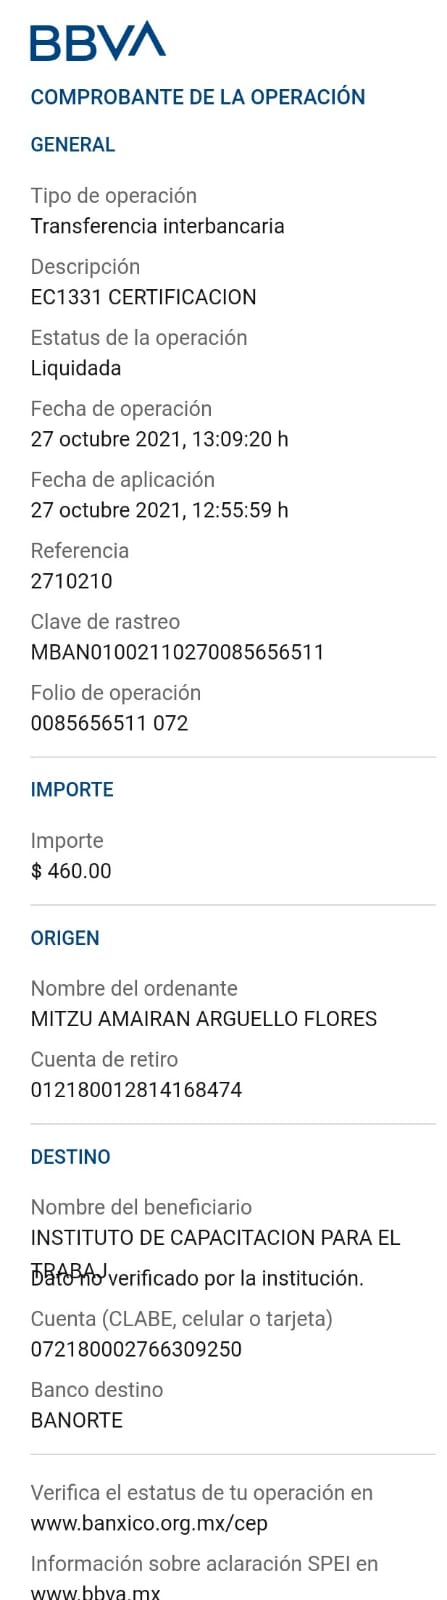 BBVA
COMPROBANTE DE LA OPERACIÓN
GENERAL
Tipo de operación
Transferencia interbancaria
Descripción
EC1331 CERTIFICACION
Estatus de la operación
Liquidada
Fecha de operación
27 octubre 2021, 13:09:20 h
Fecha de aplicación
27 octubre 2021, 12:55:59 h
Referencia
2710210
Clave de rastreo
MBAN01002110270085656511
Folio de operación
0085656511 072
IMPORTE
Importe
$ 460.00
ORIGEN
Nombre del ordenante
MITZU AMAIRAN ARGUELLO FLORES
Cuenta de retiro
012180012814168474
DESTINO
Nombre del beneficiario
INSTITUTO DE CAPACITACION PARA EL
TRABAJ
Dato no verificado por la institución.
Cuenta (CLABE, celular o tarjeta)
072180002766309250
Banco destino
BANORTE
Verifica el estatus de tu operación en
www.banxico.org.mx/cep
Información sobre aclaración SPEI en
www.bbva.mx